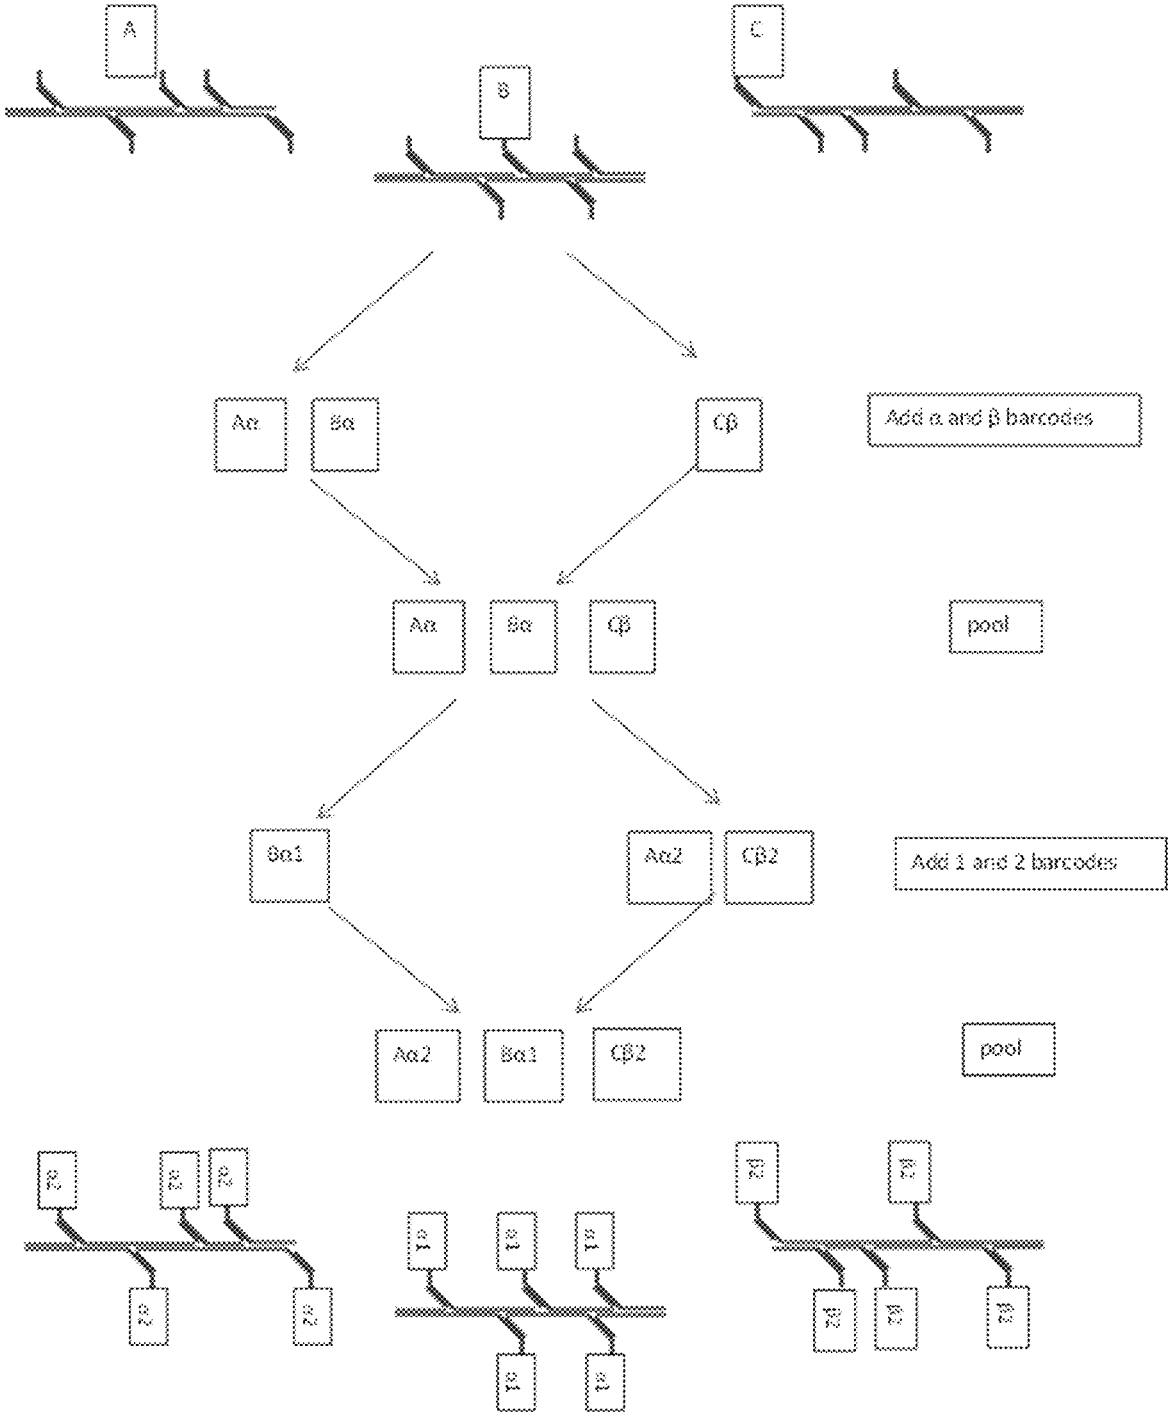 A
B
C
Aα
Bα
Cβ
Add α and β barcodes
Aα
Bα
Cβ
pool
Bα1
Aα2
Cβ2
Add 1 and 2 barcodes
Aα2
Bα1
Cβ2
pool
α2
α2
α2
β2
β2
α1
α1
α1
α2
α2
β2
β2
β2
α1
α1